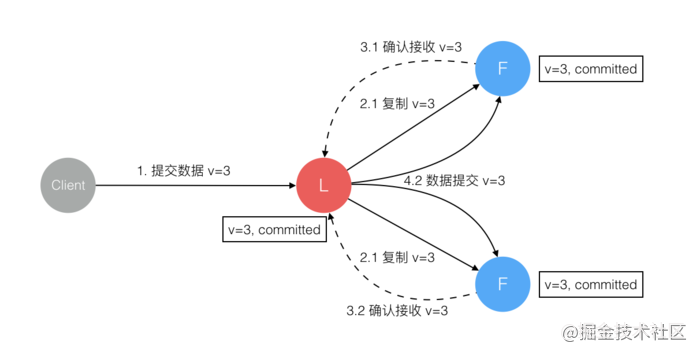 3.1 确认接收 v=3
F
v=3, committed
2.1 复制 v=3
1. 提交数据 v=3
Client
L
4.2 数据提交 v=3
v=3, committed
2.1 复制 v=3
F
v=3, committed
3.2 确认接收 v=3
@掘金技术社区